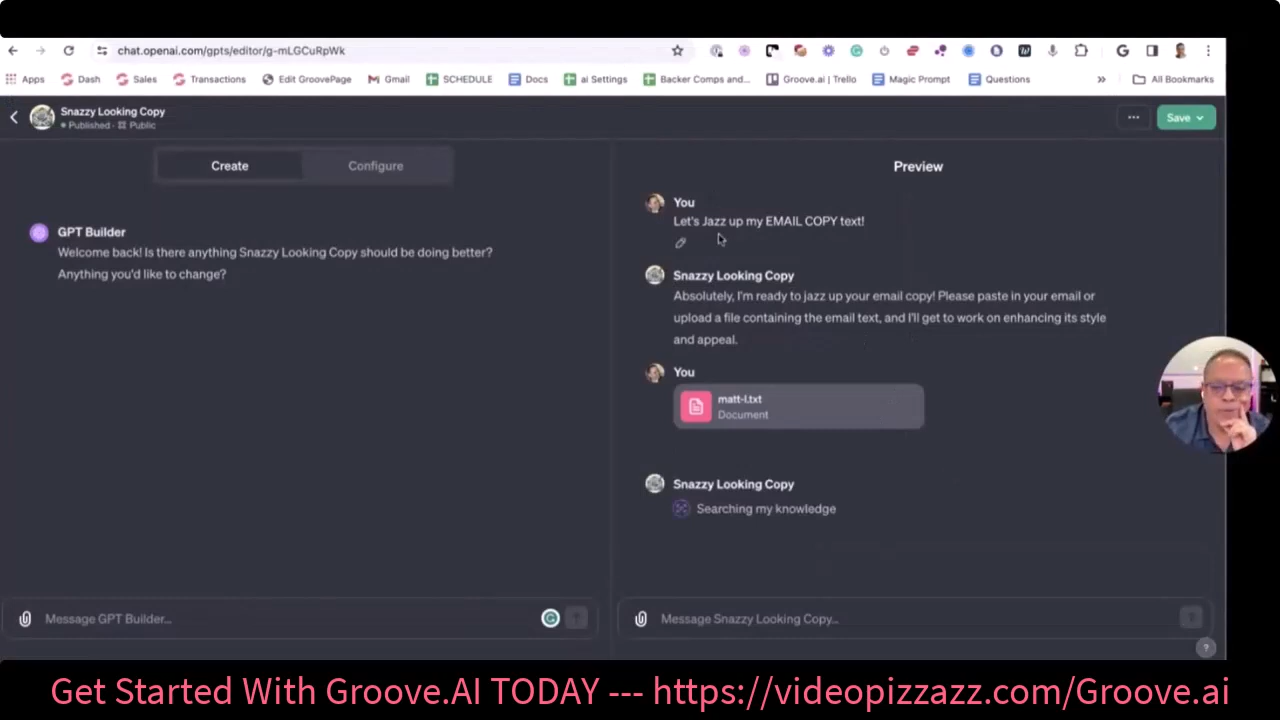 chat.openai.com/gpts/editor/g-mLGCuRpWk
Apps Dash Sales Transactions Edit GroovePage Gmail SCHEDULE Docs ai Settings Backer Comps and... Groove.ai | Trello Magic Prompt Questions » All Bookmarks
Snazzy Looking Copy
Published · Public
Save
Create Configure
Preview
GPT Builder
Welcome back! Is there anything Snazzy Looking Copy should be doing better?
Anything you'd like to change?
You
Let's Jazz up my EMAIL COPY text!
Snazzy Looking Copy
Absolutely, I'm ready to jazz up your email copy! Please paste in your email or
upload a file containing the email text, and I'll get to work on enhancing its style
and appeal.
You
matt-l.txt
Document
Snazzy Looking Copy
Searching my knowledge
Message GPT Builder...
Message Snazzy Looking Copy...
?
Get Started With Groove.AI TODAY --- https://videopizzazz.com/Groove.ai